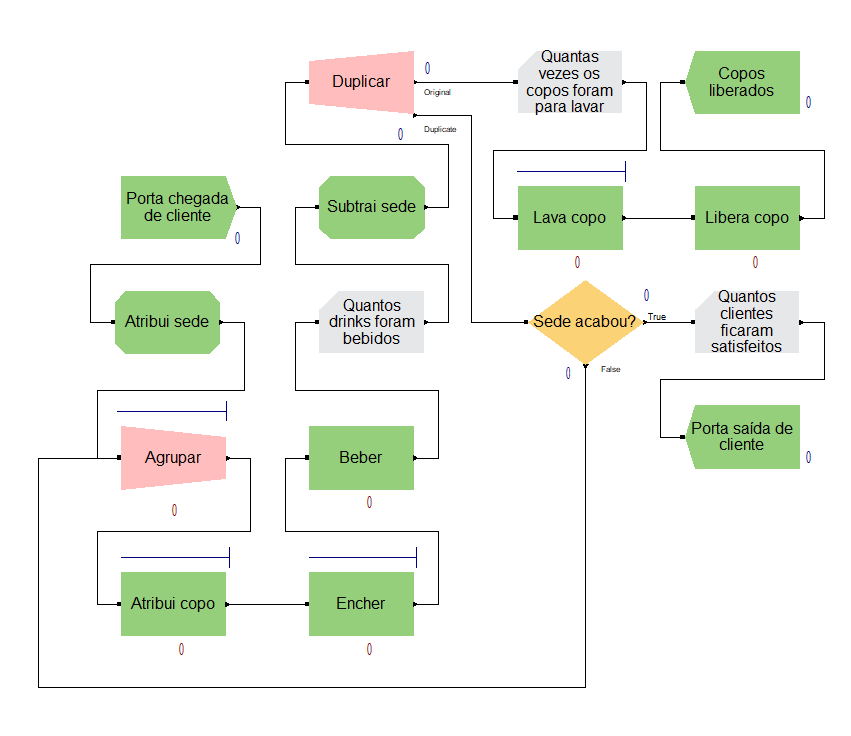 Duplicar
0
Original
0
Duplicate
Quantas
vezes os
copos foram
para lavar
Copos
liberados
0
Porta chegada
de cliente
0
Subtrai sede
Lava copo
0
Libera copo
0
Atribui sede
Quantos
drinks foram
bebidos
Sede acabou?
0
True
0
False
Quantos
clientes
ficaram
satisfeitos
Agrupar
0
Beber
0
Porta saída de
cliente
0
Atribui copo
0
Encher
0